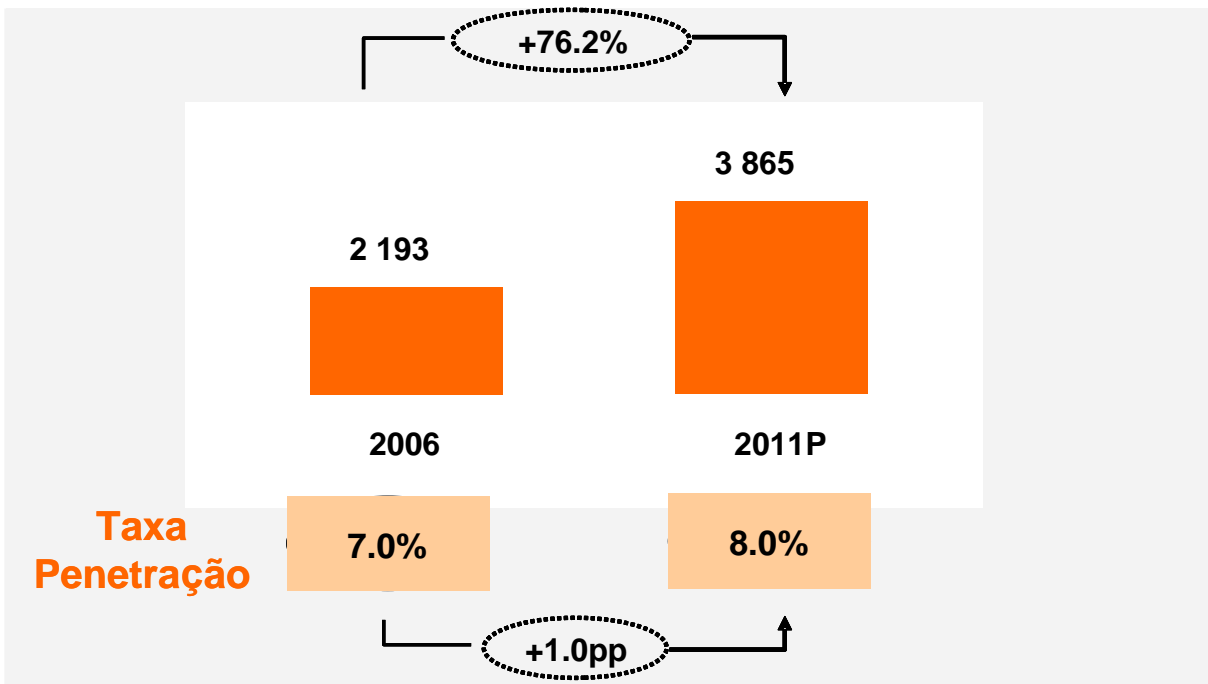 +76.2%
3 865
2 193
2006
2011P
Taxa
Penetração
7.0%
8.0%
+1.0pp